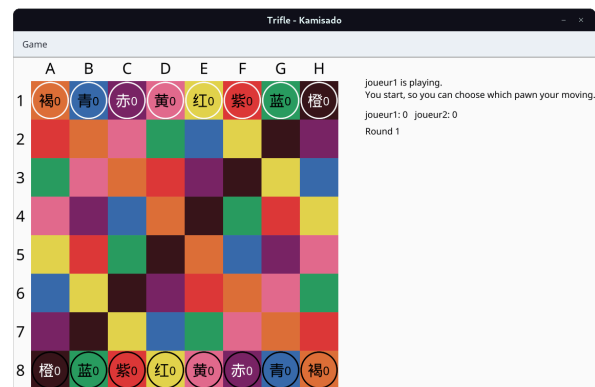 Trifle - Kamisado
Game
A B C D E F G H
joueur1 is playing.
You start, so you can choose which pawn your moving.
joueur1: 0 joueur2: 0
Round 1
1 褐0 青0 赤0 黄0 红0 紫0 蓝0 橙0
2
3
4
5
6
7
8 橙0 蓝0 紫0 红0 黄0 赤0 青0 褐0